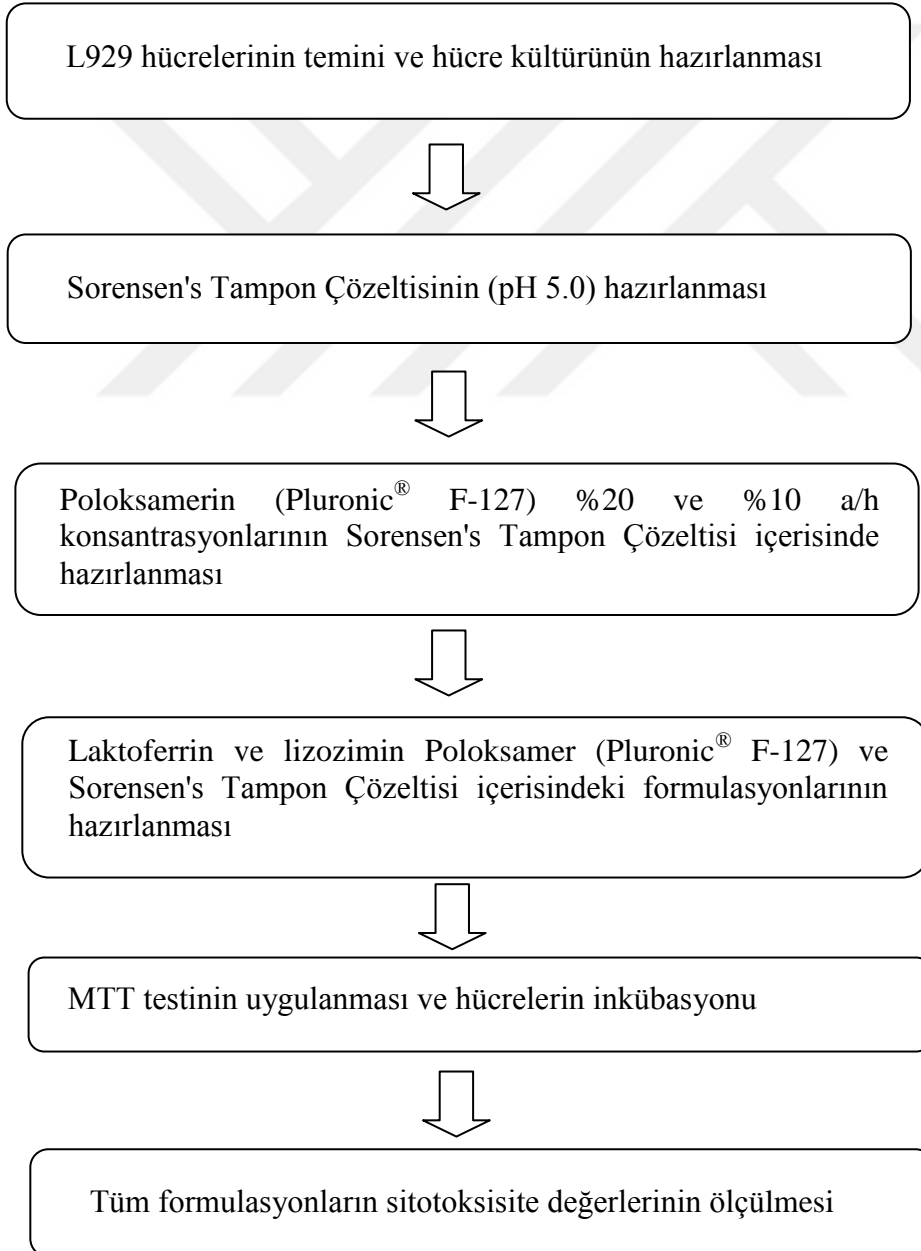 L929 hücrelerinin temini ve hücre kültürünün hazırlanması
Sorensen's Tampon Çözeltisinin (pH 5.0) hazırlanması
Poloksamerin (Pluronic® F-127) %20 ve %10 a/h
konsantrasyonlarının Sorensen's Tampon Çözeltisi içerisinde
hazırlanması
Laktoferrin ve lizozimin Poloksamer (Pluronic® F-127) ve
Sorensen's Tampon Çözeltisi içerisindeki formulasyonlarının
hazırlanması
MTT testinin uygulanması ve hücrelerin inkübasyonu
Tüm formulasyonların sitotoksisite değerlerinin ölçülmesi